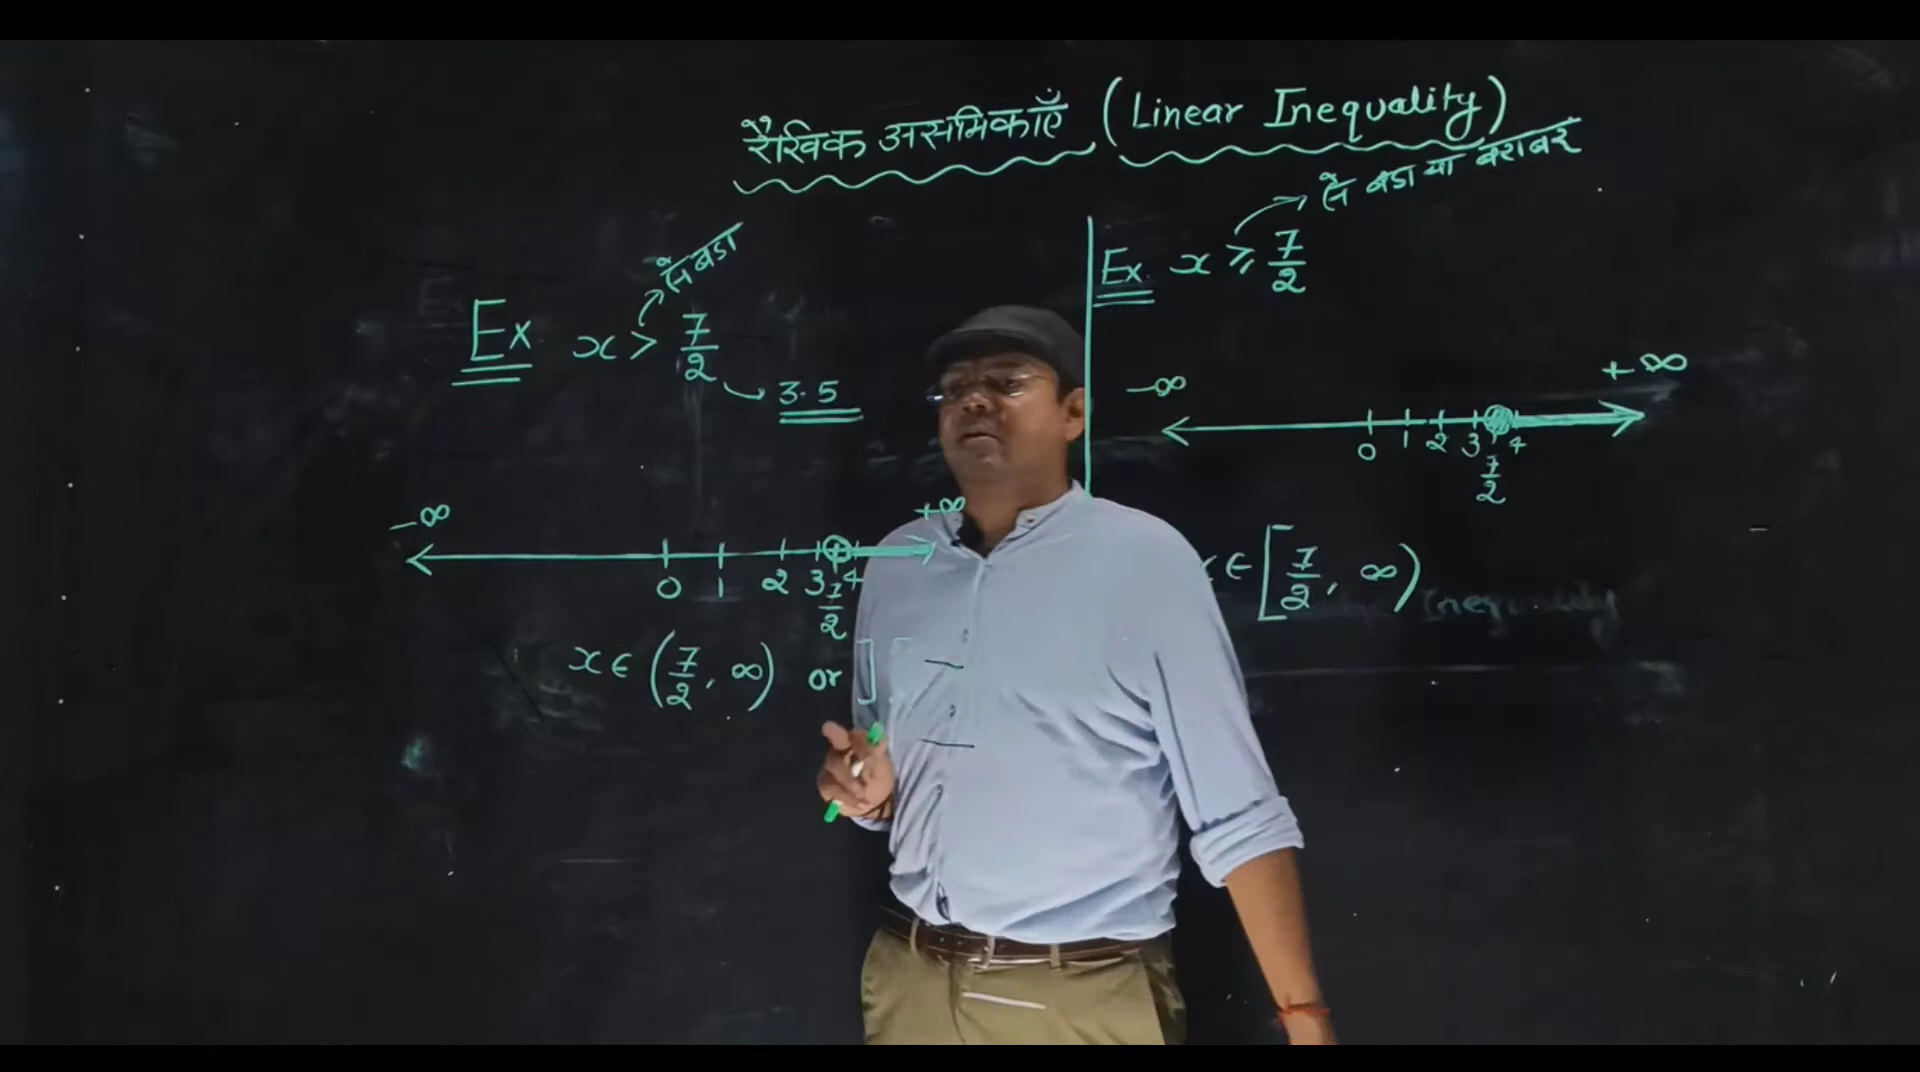 रैखिक असमिकाएँ (Linear Inequality)
Ex x > 7/2
से बड़ा
3.5
-∞ +∞
0 1 2 3 7/2 4
x ∈ (7/2, ∞) or ]
Ex. x ⩾ 7/2
से बड़ा या बराबर
-∞ +∞
0 1 2 3 7/2 4
∈ [7/2, ∞)
Inequality